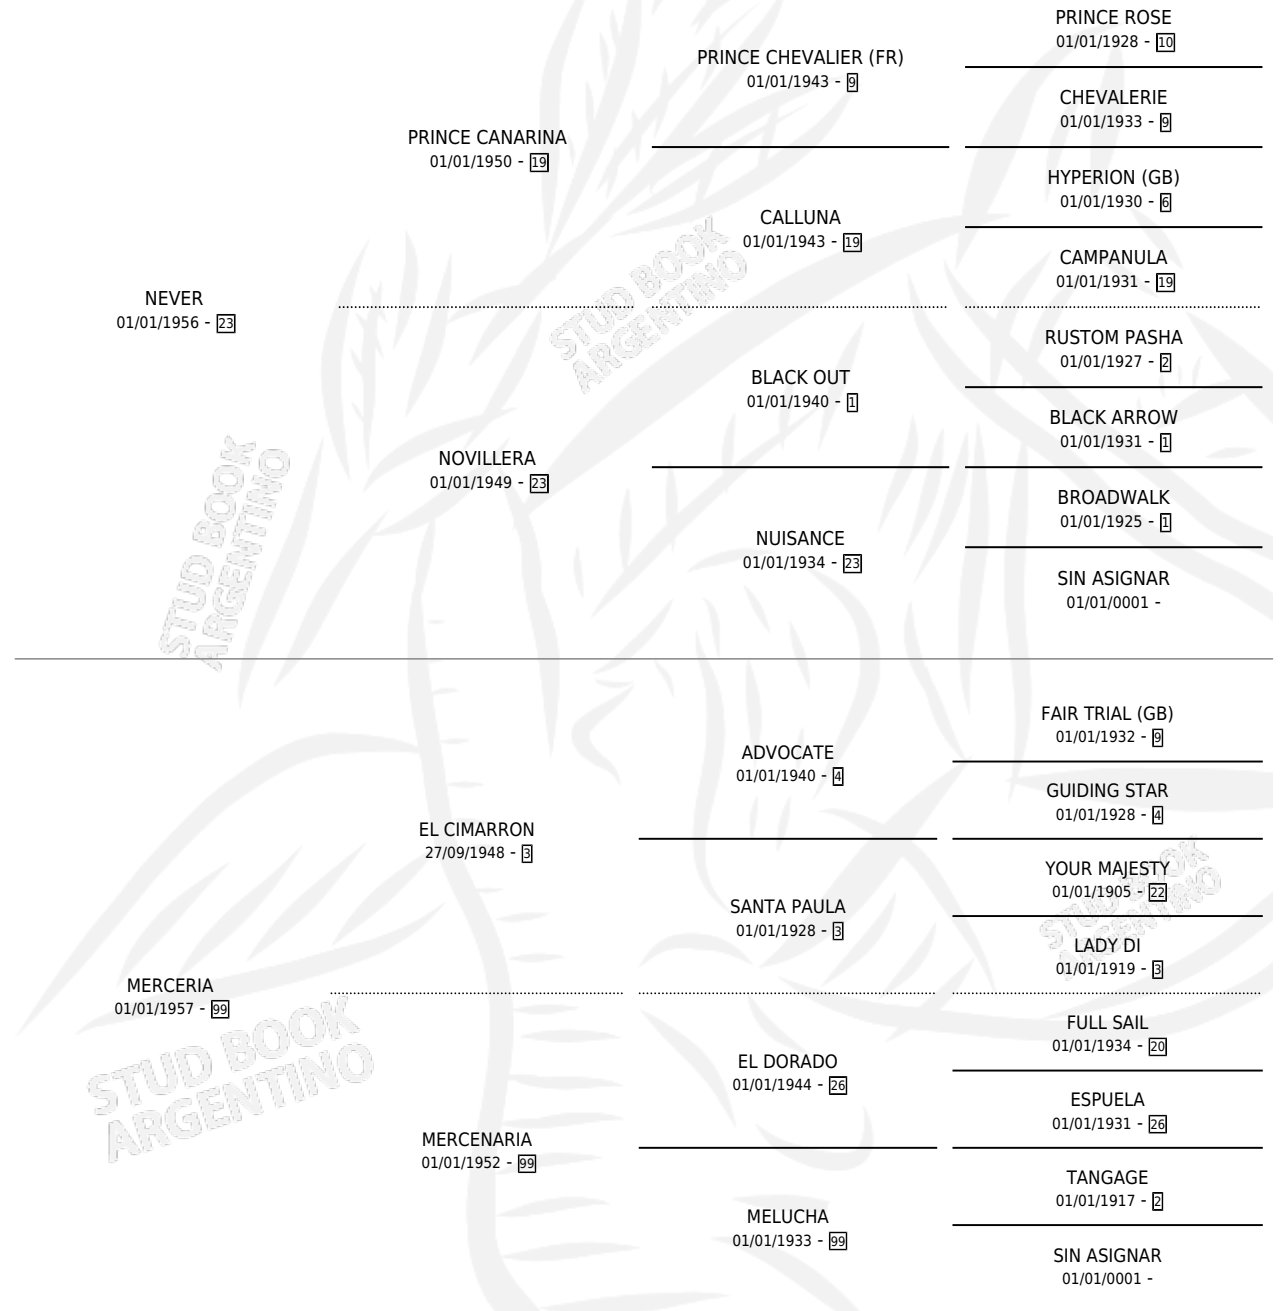 PRINCE ROSE
01/01/1928 - 10
PRINCE CHEVALIER (FR)
01/01/1943 - 9
CHEVALERIE
01/01/1933 - 9
PRINCE CANARINA
01/01/1950 - 19
HYPERION (GB)
01/01/1930 - 6
CALLUNA
01/01/1943 - 19
CAMPANULA
01/01/1931 - 19
NEVER
01/01/1956 - 23
STUD BOOK
ARGENTINO
RUSTOM PASHA
01/01/1927 - 2
BLACK OUT
01/01/1940 - 1
BLACK ARROW
01/01/1931 - 1
NOVILLERA
01/01/1949 - 23
BROADWALK
01/01/1925 - 1
NUISANCE
01/01/1934 - 23
SIN ASIGNAR
01/01/0001 -
STUD BOOK
ARGENTINO
FAIR TRIAL (GB)
01/01/1932 - 9
ADVOCATE
01/01/1940 - 4
GUIDING STAR
01/01/1928 - 4
EL CIMARRON
27/09/1948 - 3
YOUR MAJESTY
01/01/1905 - 22
SANTA PAULA
01/01/1928 - 3
STUD BOOK
ARGENTINO
LADY DI
01/01/1919 - 3
MERCERIA
01/01/1957 - 99
FULL SAIL
01/01/1934 - 20
STUD BOOK
ARGENTINO
EL DORADO
01/01/1944 - 26
ESPUELA
01/01/1931 - 26
MERCENARIA
01/01/1952 - 99
TANGAGE
01/01/1917 - 2
MELUCHA
01/01/1933 - 99
SIN ASIGNAR
01/01/0001 -